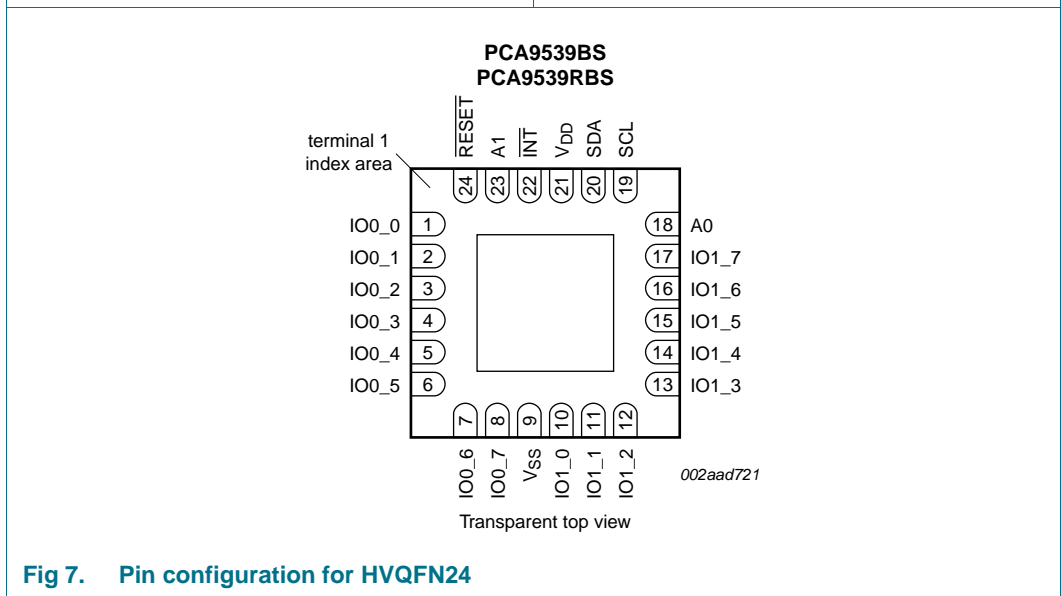 PCA9539BS
PCA9539RBS
terminal 1
index area
RESET
A1
INT
VDD
SDA
SCL
24
23
22
21
20
19
IO0_0 1
IO0_1 2
IO0_2 3
IO0_3 4
IO0_4 5
IO0_5 6
18 A0
17 IO1_7
16 IO1_6
15 IO1_5
14 IO1_4
13 IO1_3
7
8
9
10
11
12
IO0_6
IO0_7
VSS
IO1_0
IO1_1
IO1_2
002aad721
Transparent top view
Fig 7. Pin configuration for HVQFN24